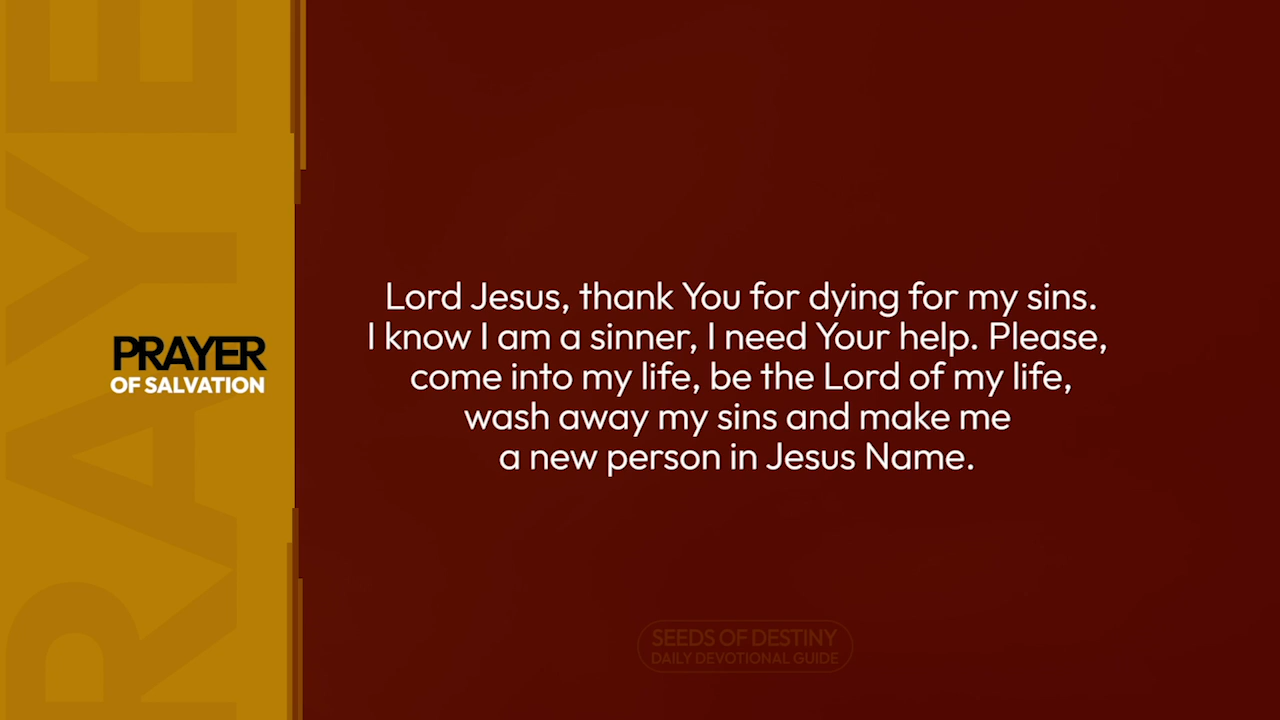 PRAYER
OF SALVATION
Lord Jesus, thank You for dying for my sins.
I know I am a sinner, I need Your help. Please,
come into my life, be the Lord of my life,
wash away my sins and make me
a new person in Jesus Name.
SEEDS OF DESTINY
DAILY DEVOTIONAL GUIDE
PRAYE